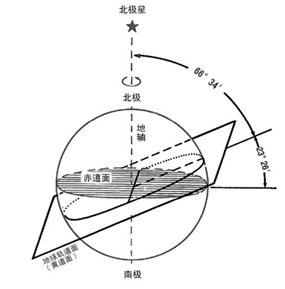 北极星
66° 34′
北极
地轴
23° 26′
赤道面
地球轨道面
(黄道面)
南极